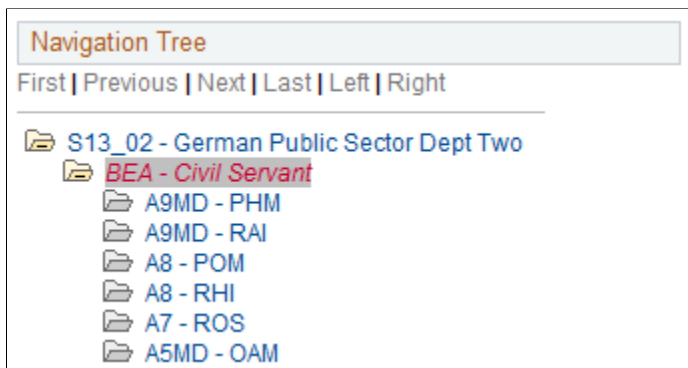 Navigation Tree
First | Previous | Next | Last | Left | Right
S13_02 - German Public Sector Dept Two
BEA - Civil Servant
A9MD - PHM
A9MD - RAI
A8 - POM
A8 - RHI
A7 - ROS
A5MD - OAM